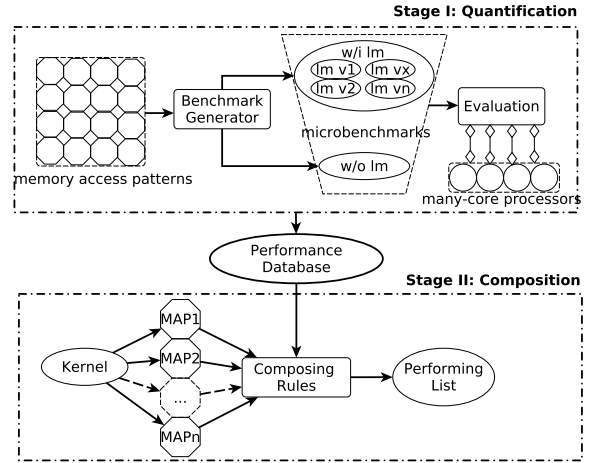 Stage I: Quantification
w/i lm
lm v1
lm vx
lm v2
lm vn
Benchmark
Generator
Evaluation
microbenchmarks
w/o lm
memory access patterns
many-core processors
Performance
Database
Stage II: Composition
MAP1
MAP2
Kernel
Composing
Rules
Performing
List
...
MAPn